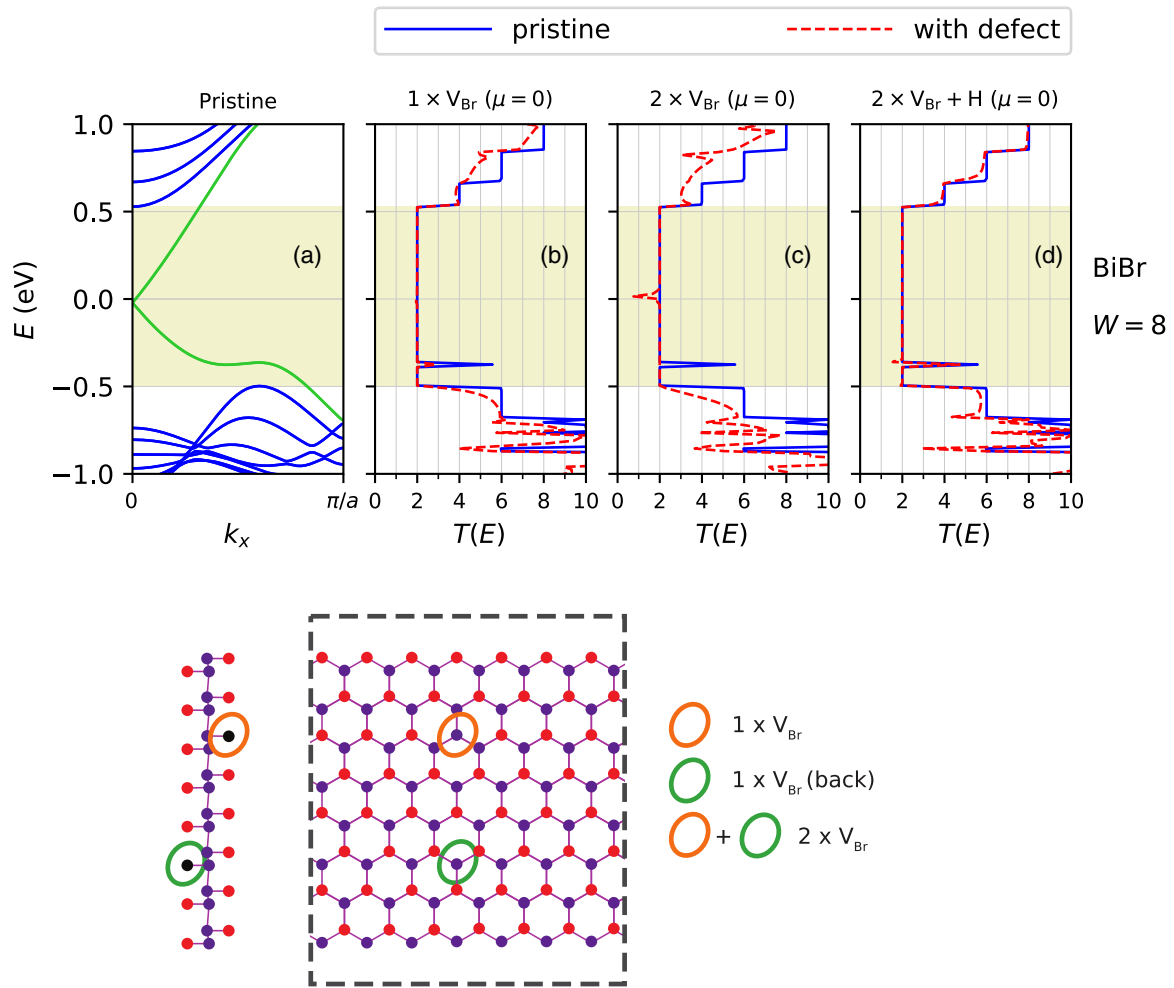 pristine with defect
Pristine
1 × V_Br (μ = 0)
2 × V_Br (μ = 0)
2 × V_Br + H (μ = 0)
E (eV)
1.0
0.5
0.0
−0.5
−1.0
(a)
(b)
(c)
(d)
BiBr
W = 8
0 π/a
0 2 4 6 8 10
0 2 4 6 8 10
0 2 4 6 8 10
k_x
T(E)
T(E)
T(E)
1 x V_Br
1 x V_Br (back)
+ 2 x V_Br